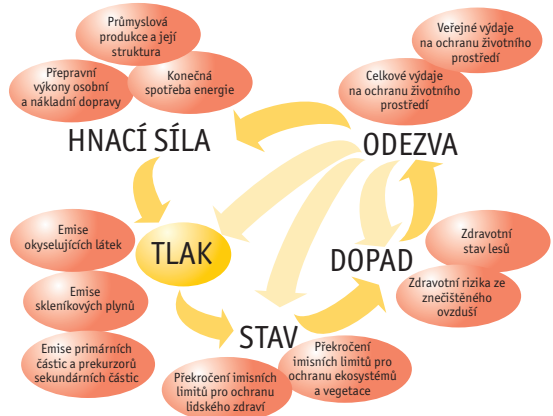 Průmyslová
produkce a její
struktura
Přepravní
výkony osobní
a nákladní dopravy
Konečná
spotřeba energie
HNACÍ SÍLA
Veřejné výdaje
na ochranu životního
prostředí
Celkové výdaje
na ochranu životního
prostředí
ODEZVA
Emise
okyselujících látek
Emise
skleníkových plynů
Emise primárních
částic a prekurzorů
sekundárních částic
TLAK
DOPAD
Zdravotní
stav lesů
Zdravotní rizika ze
znečištěného
ovzduší
STAV
Překročení imisních
limitů pro ochranu
lidského zdraví
Překročení
imisních limitů pro
ochranu ekosystémů
a vegetace